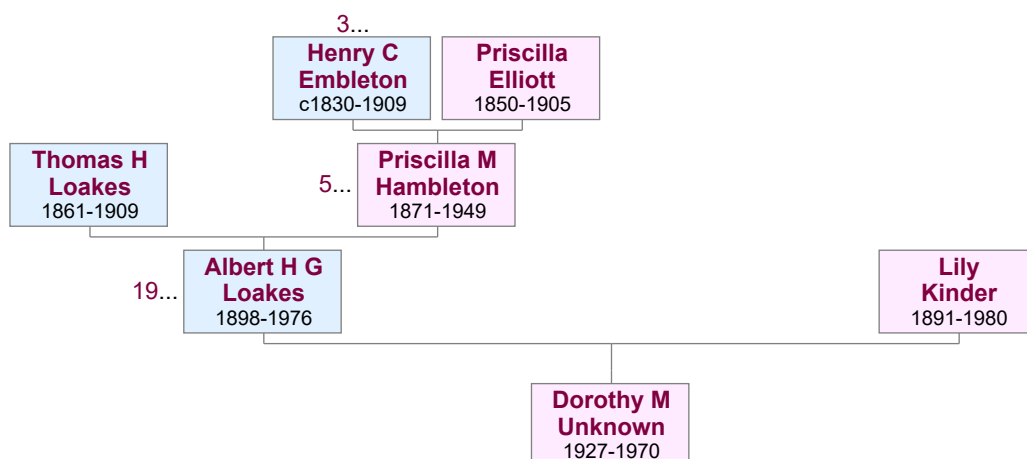 3...
Henry C
Embleton
c1830-1909
Priscilla
Elliott
1850-1905
Thomas H
Loakes
1861-1909
5...
Priscilla M
Hambleton
1871-1949
19...
Albert H G
Loakes
1898-1976
Lily
Kinder
1891-1980
Dorothy M
Unknown
1927-1970